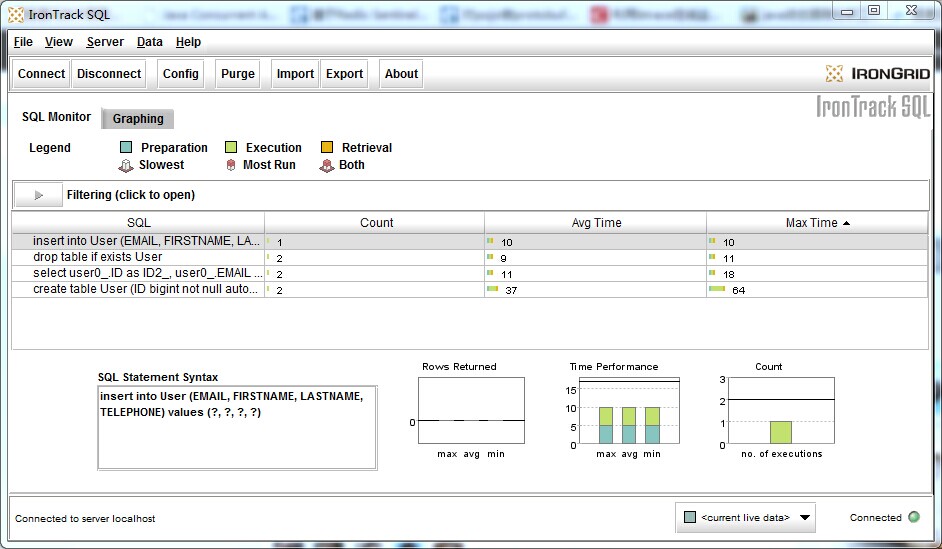 IronTrack SQL
File View Server Data Help
Connect Disconnect Config Purge Import Export About
IRONGRID
IronTrack SQL
SQL Monitor Graphing
Legend Preparation Execution Retrieval
Slowest Most Run Both
Filtering (click to open)
SQL Count Avg Time Max Time
insert into User (EMAIL, FIRSTNAME, LA... 1 10 10
drop table if exists User 2 9 11
select user0_.ID as ID2_, user0_.EMAIL ... 2 11 18
create table User (ID bigint not null auto... 2 37 64
SQL Statement Syntax
insert into User (EMAIL, FIRSTNAME, LASTNAME,
TELEPHONE) values (?, ?, ?, ?)
Rows Returned
0
max avg min
Time Performance
15
10
5
0
max avg min
Count
3
2
1
0
no. of executions
Connected to server localhost
<current live data>
Connected